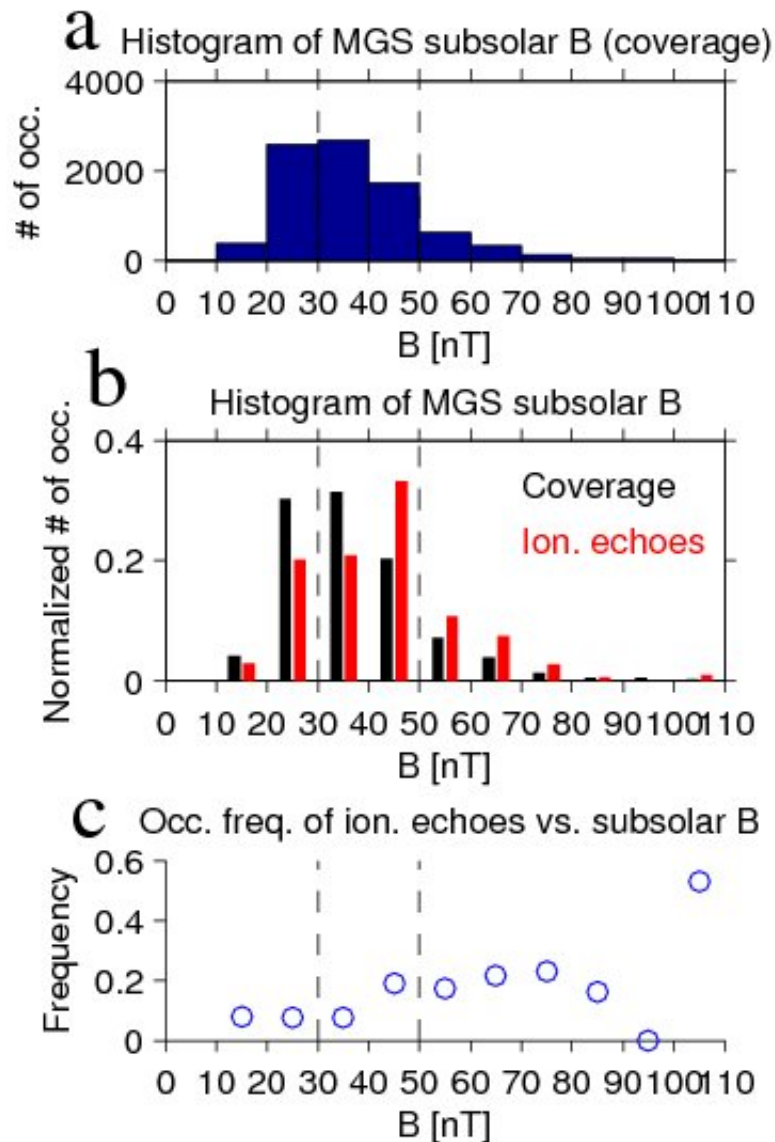 a Histogram of MGS subsolar B (coverage)
# of occ.
4000
2000
0
0 10 20 30 40 50 60 70 80 90 100 110
B [nT]
b Histogram of MGS subsolar B
Normalized # of occ.
0.4
0.2
0
Coverage
Ion. echoes
0 10 20 30 40 50 60 70 80 90 100 110
B [nT]
c Occ. freq. of ion. echoes vs. subsolar B
Frequency
0.6
0.4
0.2
0
0 10 20 30 40 50 60 70 80 90 100 110
B [nT]